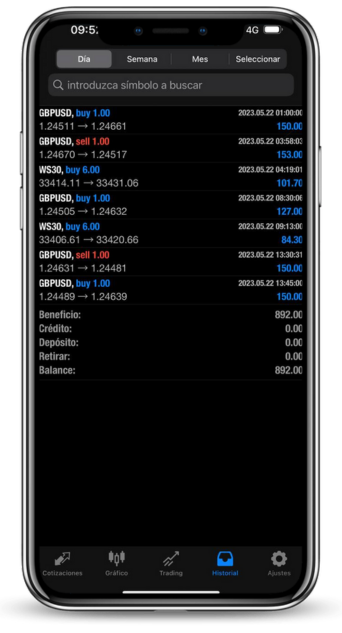 09:5
4G
Día Semana Mes Seleccionar
introduzca símbolo a buscar
GBPUSD, buy 1.00 2023.05.22 01:00:00
1.24511 → 1.24661 150.00
GBPUSD, sell 1.00 2023.05.22 03:58:03
1.24670 → 1.24517 153.00
WS30, buy 6.00 2023.05.22 04:19:01
33414.11 → 33431.06 101.70
GBPUSD, buy 1.00 2023.05.22 08:30:06
1.24505 → 1.24632 127.00
WS30, buy 6.00 2023.05.22 09:13:00
33406.61 → 33420.66 84.30
GBPUSD, sell 1.00 2023.05.22 13:30:31
1.24631 → 1.24481 150.00
GBPUSD, buy 1.00 2023.05.22 13:45:00
1.24489 → 1.24639 150.00
Beneficio: 892.00
Crédito: 0.00
Depósito: 0.00
Retirar: 0.00
Balance: 892.00
Cotizaciones Gráfico Trading Historial Ajustes